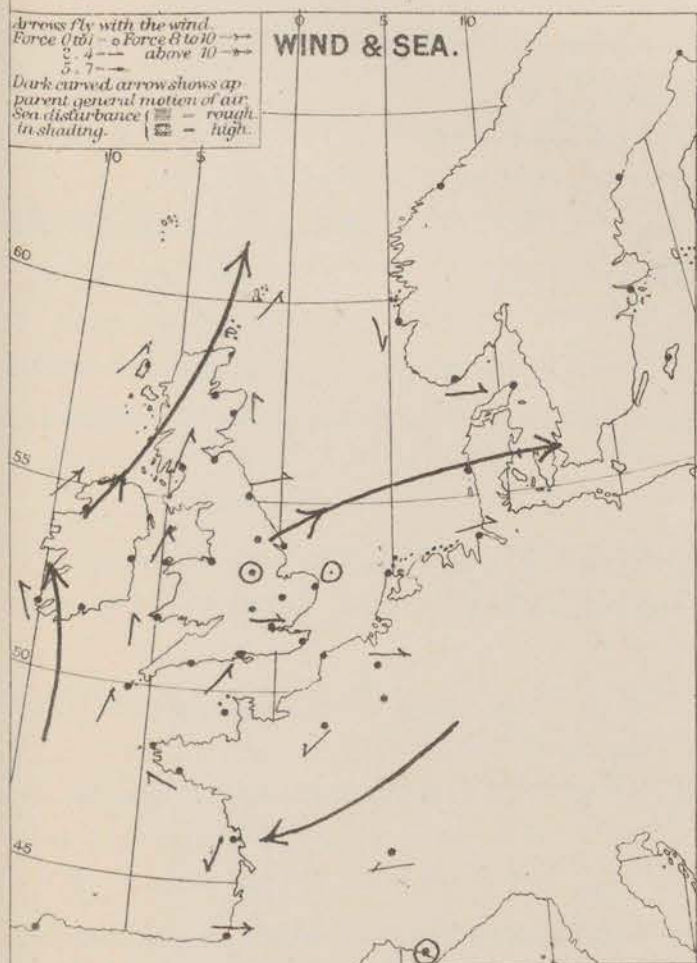 Arrows fly with the wind.
Force 0 to 1 - o Force 8 to 10
2. 4 - above 10
5. 7 -
WIND & SEA.
Dark curved arrow shows ap
parent general motion of air
Sea disturbance { = rough.
in shading. { = high.
0 10
10 5
60
55
50
45